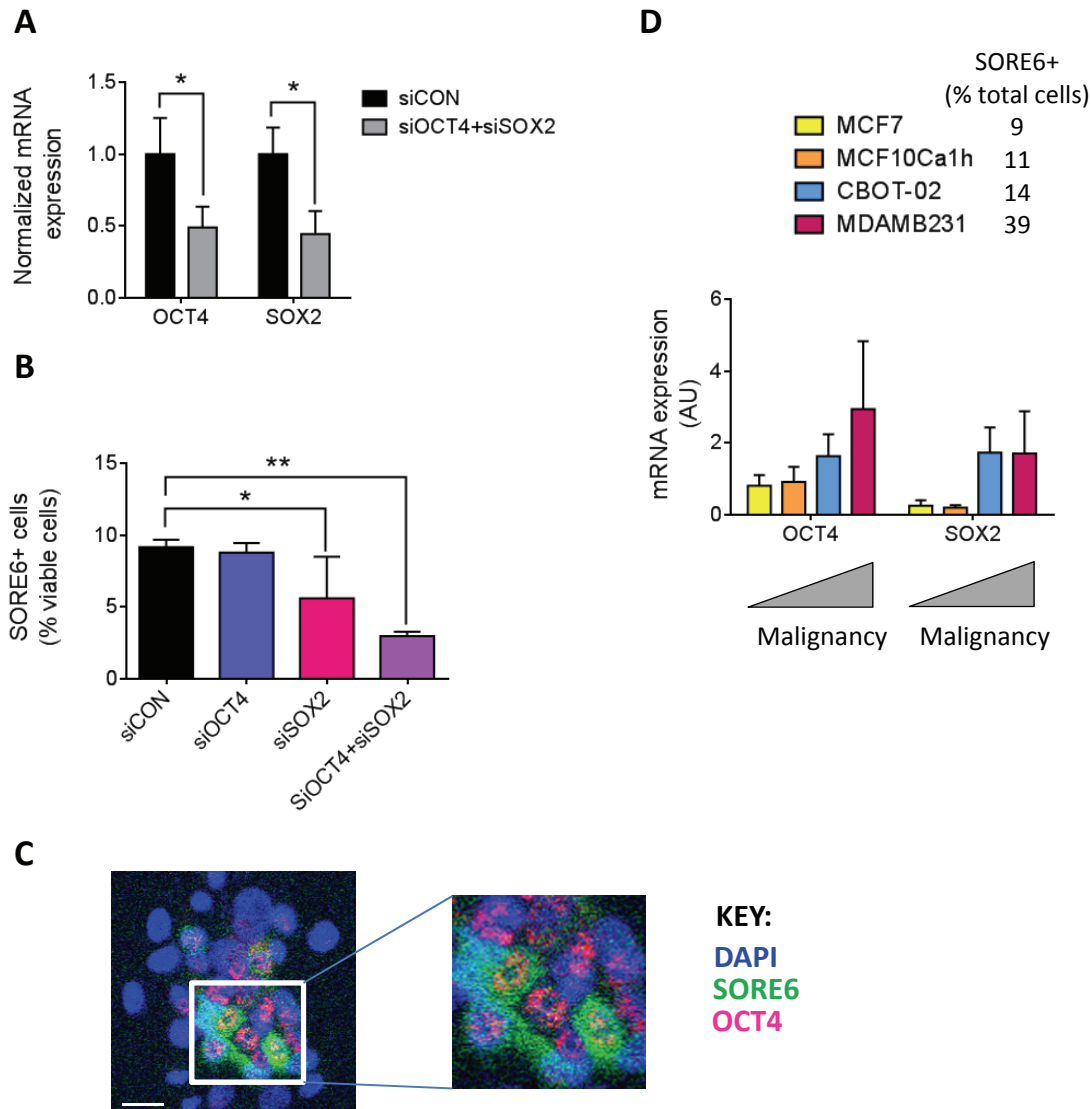 A
Normalized mRNA
expression
1.5
1.0
0.5
0.0
*
*
OCT4
SOX2
siCON
siOCT4+siSOX2
B
SORE6+ cells
(% viable cells)
15
10
5
0
**
*
siCON
siOCT4
siSOX2
SiOCT4+siSOX2
C
KEY:
DAPI
SORE6
OCT4
D
SORE6+
(% total cells)
MCF7 9
MCF10Ca1h 11
CBOT-02 14
MDAMB231 39
mRNA expression
(AU)
6
4
2
0
OCT4
SOX2
Malignancy
Malignancy